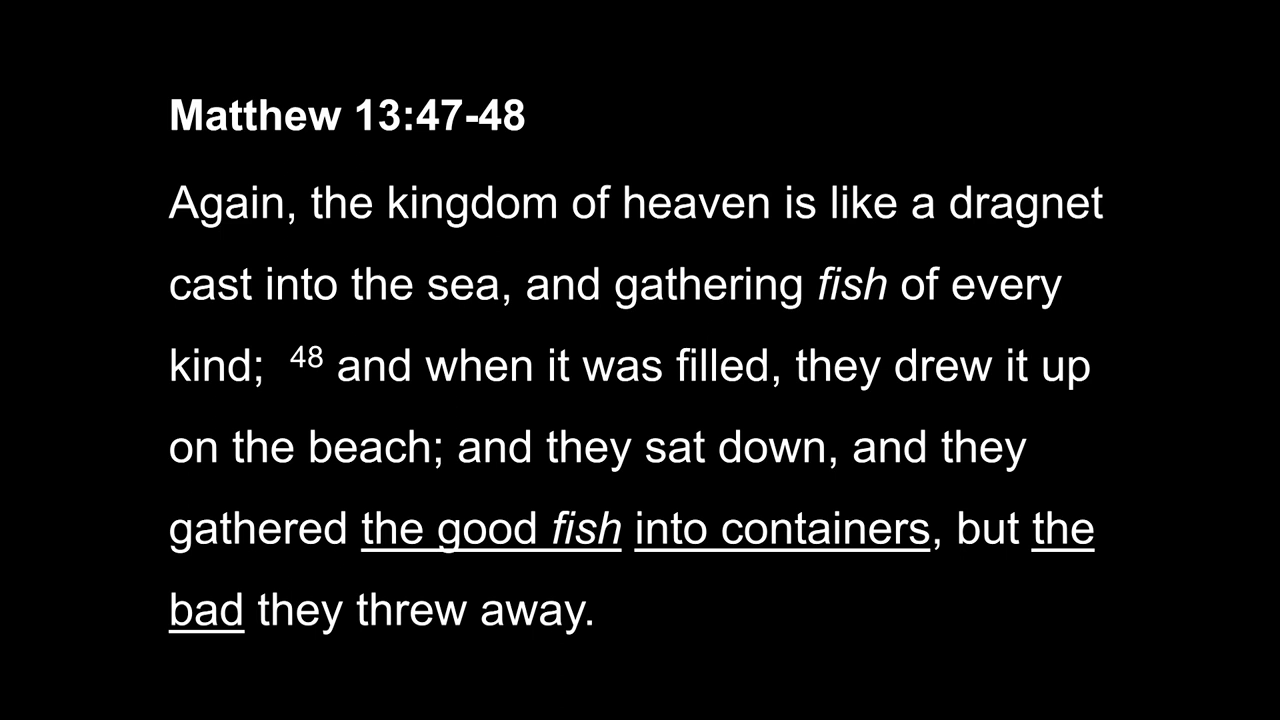 Matthew 13:47-48
Again, the kingdom of heaven is like a dragnet
cast into the sea, and gathering fish of every
kind; 48 and when it was filled, they drew it up
on the beach; and they sat down, and they
gathered the good fish into containers, but the
bad they threw away.